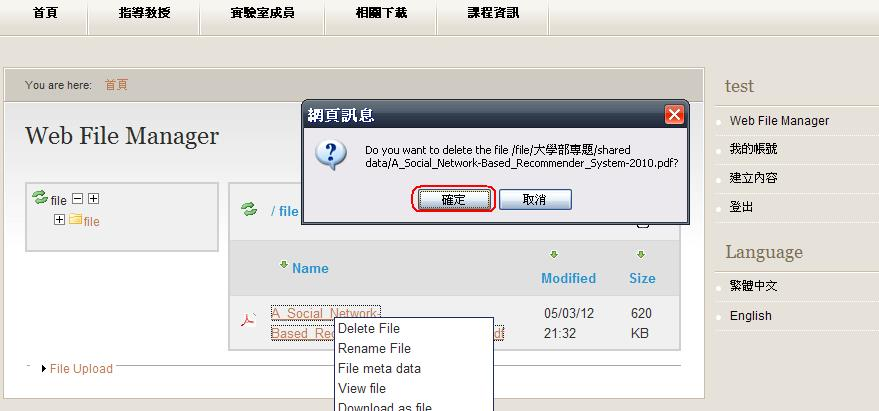 首頁 指導教授 實驗室成員 相關下載 課程資訊
You are here: 首頁
Web File Manager
file
file
/ file
Name Modified Size
A_Social_Network-
05/03/12 620
21:32 KB
File Upload
網頁訊息
Do you want to delete the file /file/大學部專題/shared
data/A_Social_Network-Based_Recommender_System-2010.pdf?
確定 取消
Delete File
Rename File
File meta data
View file
Download as file
test
Web File Manager
我的帳號
建立內容
登出
Language
繁體中文
English